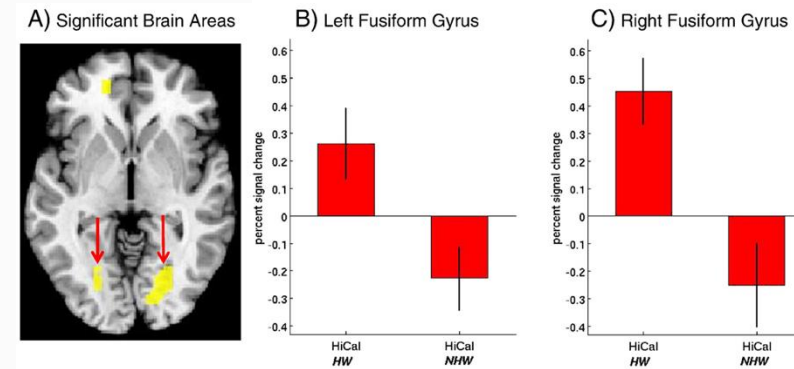 A) Significant Brain Areas
B) Left Fusiform Gyrus
percent signal change
0.6
0.5
0.4
0.3
0.2
0.1
0
-0.1
-0.2
-0.3
-0.4
HiCal HiCal
HW NHW
C) Right Fusiform Gyrus
percent signal change
0.6
0.5
0.4
0.3
0.2
0.1
0
-0.1
-0.2
-0.3
-0.4
HiCal HiCal
HW NHW